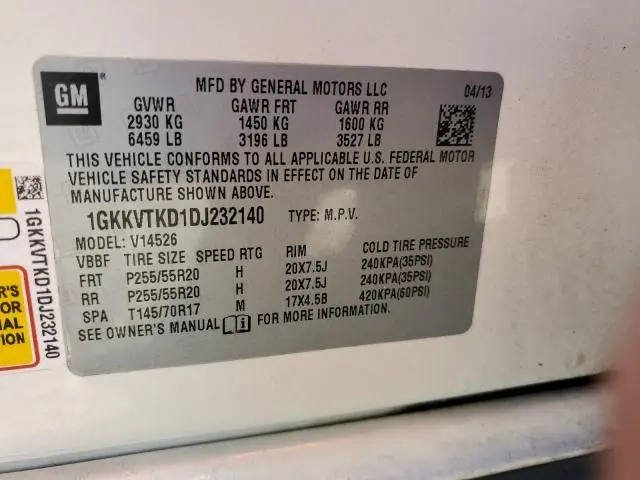 GM
MFD BY GENERAL MOTORS LLC 04/13
GVWR GAWR FRT GAWR RR
2930 KG 1450 KG 1600 KG
6459 LB 3196 LB 3527 LB
THIS VEHICLE CONFORMS TO ALL APPLICABLE U.S. FEDERAL MOTOR
VEHICLE SAFETY STANDARDS IN EFFECT ON THE DATE OF
MANUFACTURE SHOWN ABOVE.
1GKKVTKD1DJ232140 TYPE: M.P.V.
MODEL: V14526
VBBF TIRE SIZE SPEED RTG RIM COLD TIRE PRESSURE
FRT P255/55R20 H 20X7.5J 240KPA(35PSI)
RR P255/55R20 H 20X7.5J 240KPA(35PSI)
SPA T145/70R17 M 17X4.5B 420KPA(60PSI)
SEE OWNER'S MANUAL FOR MORE INFORMATION.
1GKKVTKD1DJ232140
R'S
OR
IAL
TION